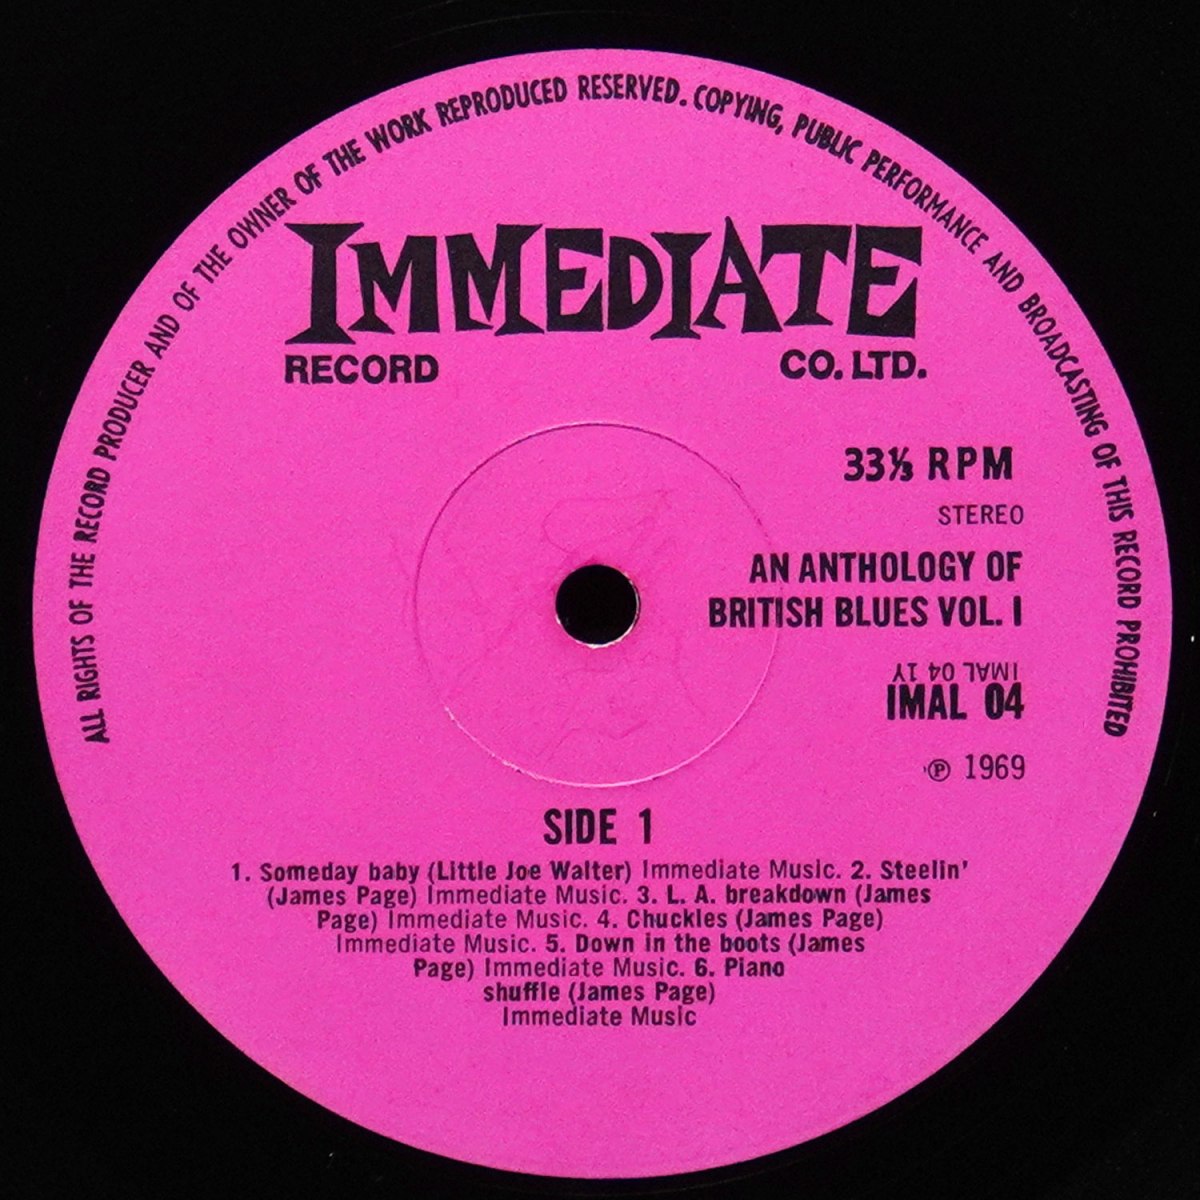 ALL RIGHTS OF THE RECORD PRODUCER AND OF THE OWNER OF THE WORK REPRODUCED RESERVED. COPYING, PUBLIC PERFORMANCE AND BROADCASTING OF THIS RECORD PROHIBITED
IMMEDIATE
RECORD CO. LTD.
33⅓ RPM
STEREO
AN ANTHOLOGY OF
BRITISH BLUES VOL. I
IMAL 04 1Y
IMAL 04
℗ 1969
SIDE 1
1. Someday baby (Little Joe Walter) Immediate Music. 2. Steelin'
(James Page) Immediate Music. 3. L. A. breakdown (James
Page) Immediate Music. 4. Chuckles (James Page)
Immediate Music. 5. Down in the boots (James
Page) Immediate Music. 6. Piano
shuffle (James Page)
Immediate Music